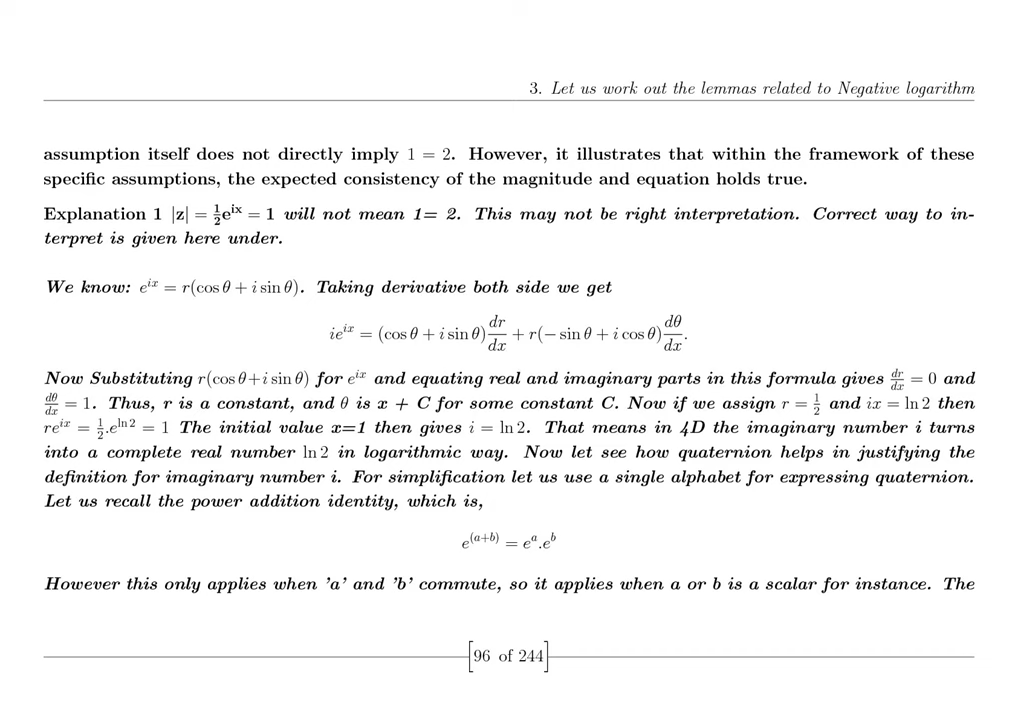 3. Let us work out the lemmas related to Negative logarithm
assumption itself does not directly imply 1 = 2. However, it illustrates that within the framework of these
specific assumptions, the expected consistency of the magnitude and equation holds true.
Explanation 1 |z| = ½e^{ix} = 1 will not mean 1= 2. This may not be right interpretation. Correct way to in-
terpret is given here under.
We know: e^{ix} = r(cos θ + i sin θ). Taking derivative both side we get
ie^{ix} = (cos θ + i sin θ) dr/dx + r(− sin θ + i cos θ) dθ/dx.
Now Substituting r(cos θ+i sin θ) for e^{ix} and equating real and imaginary parts in this formula gives dr/dx = 0 and
dθ/dx = 1. Thus, r is a constant, and θ is x + C for some constant C. Now if we assign r = ½ and ix = ln 2 then
re^{ix} = ½.e^{ln 2} = 1 The initial value x=1 then gives i = ln 2. That means in 4D the imaginary number i turns
into a complete real number ln 2 in logarithmic way. Now let see how quaternion helps in justifying the
definition for imaginary number i. For simplification let us use a single alphabet for expressing quaternion.
Let us recall the power addition identity, which is,
e^{(a+b)} = e^a.e^b
However this only applies when 'a' and 'b' commute, so it applies when a or b is a scalar for instance. The
[96 of 244]